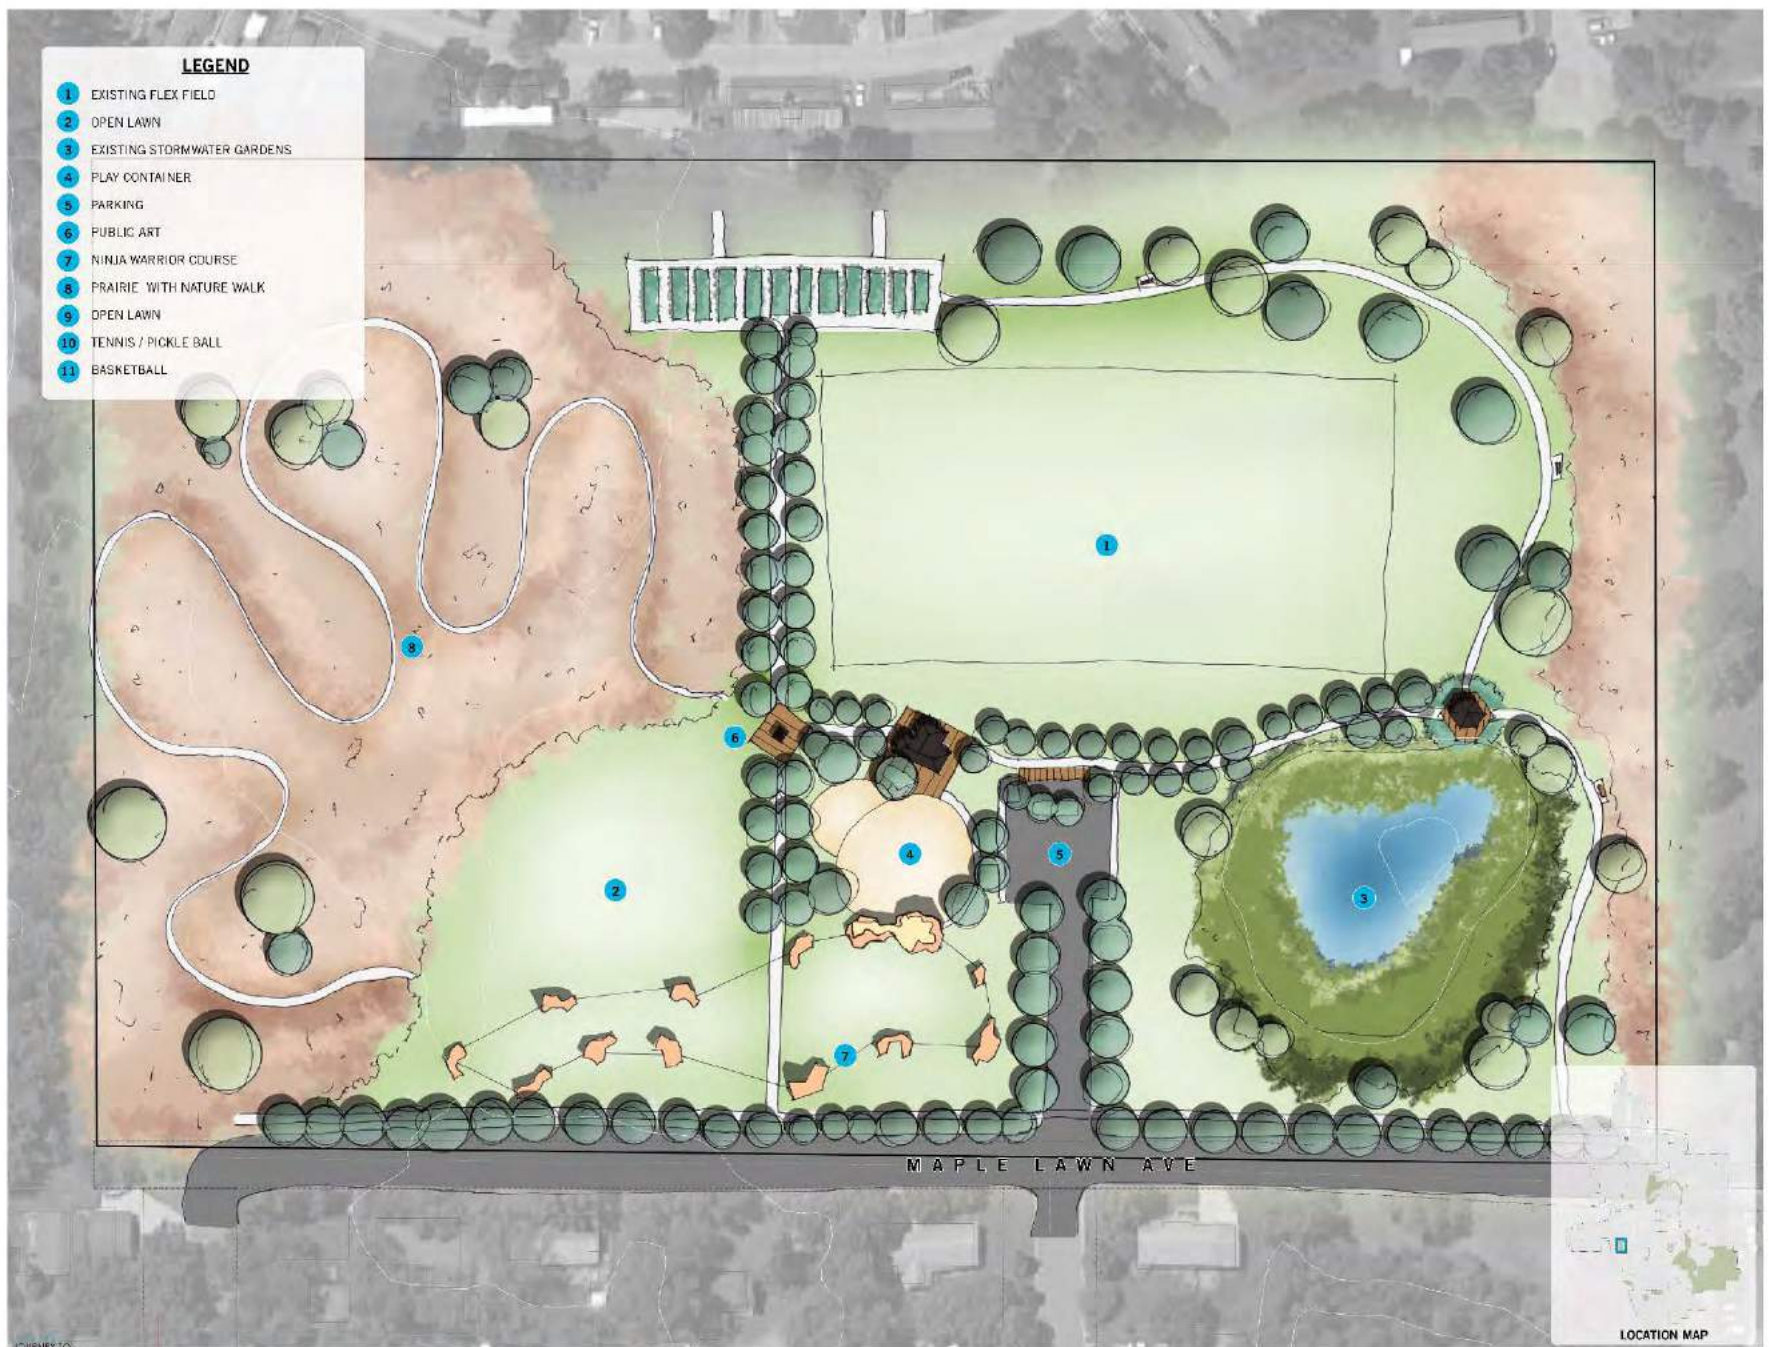 LEGEND
1 EXISTING FLEX FIELD
2 OPEN LAWN
3 EXISTING STORMWATER GARDENS
4 PLAY CONTAINER
5 PARKING
6 PUBLIC ART
7 NINJA WARRIOR COURSE
8 PRAIRIE WITH NATURE WALK
9 OPEN LAWN
10 TENNIS / PICKLE BALL
11 BASKETBALL
1
8
6
4
5
2
3
7
MAPLE LAWN AVE
LOCATION MAP